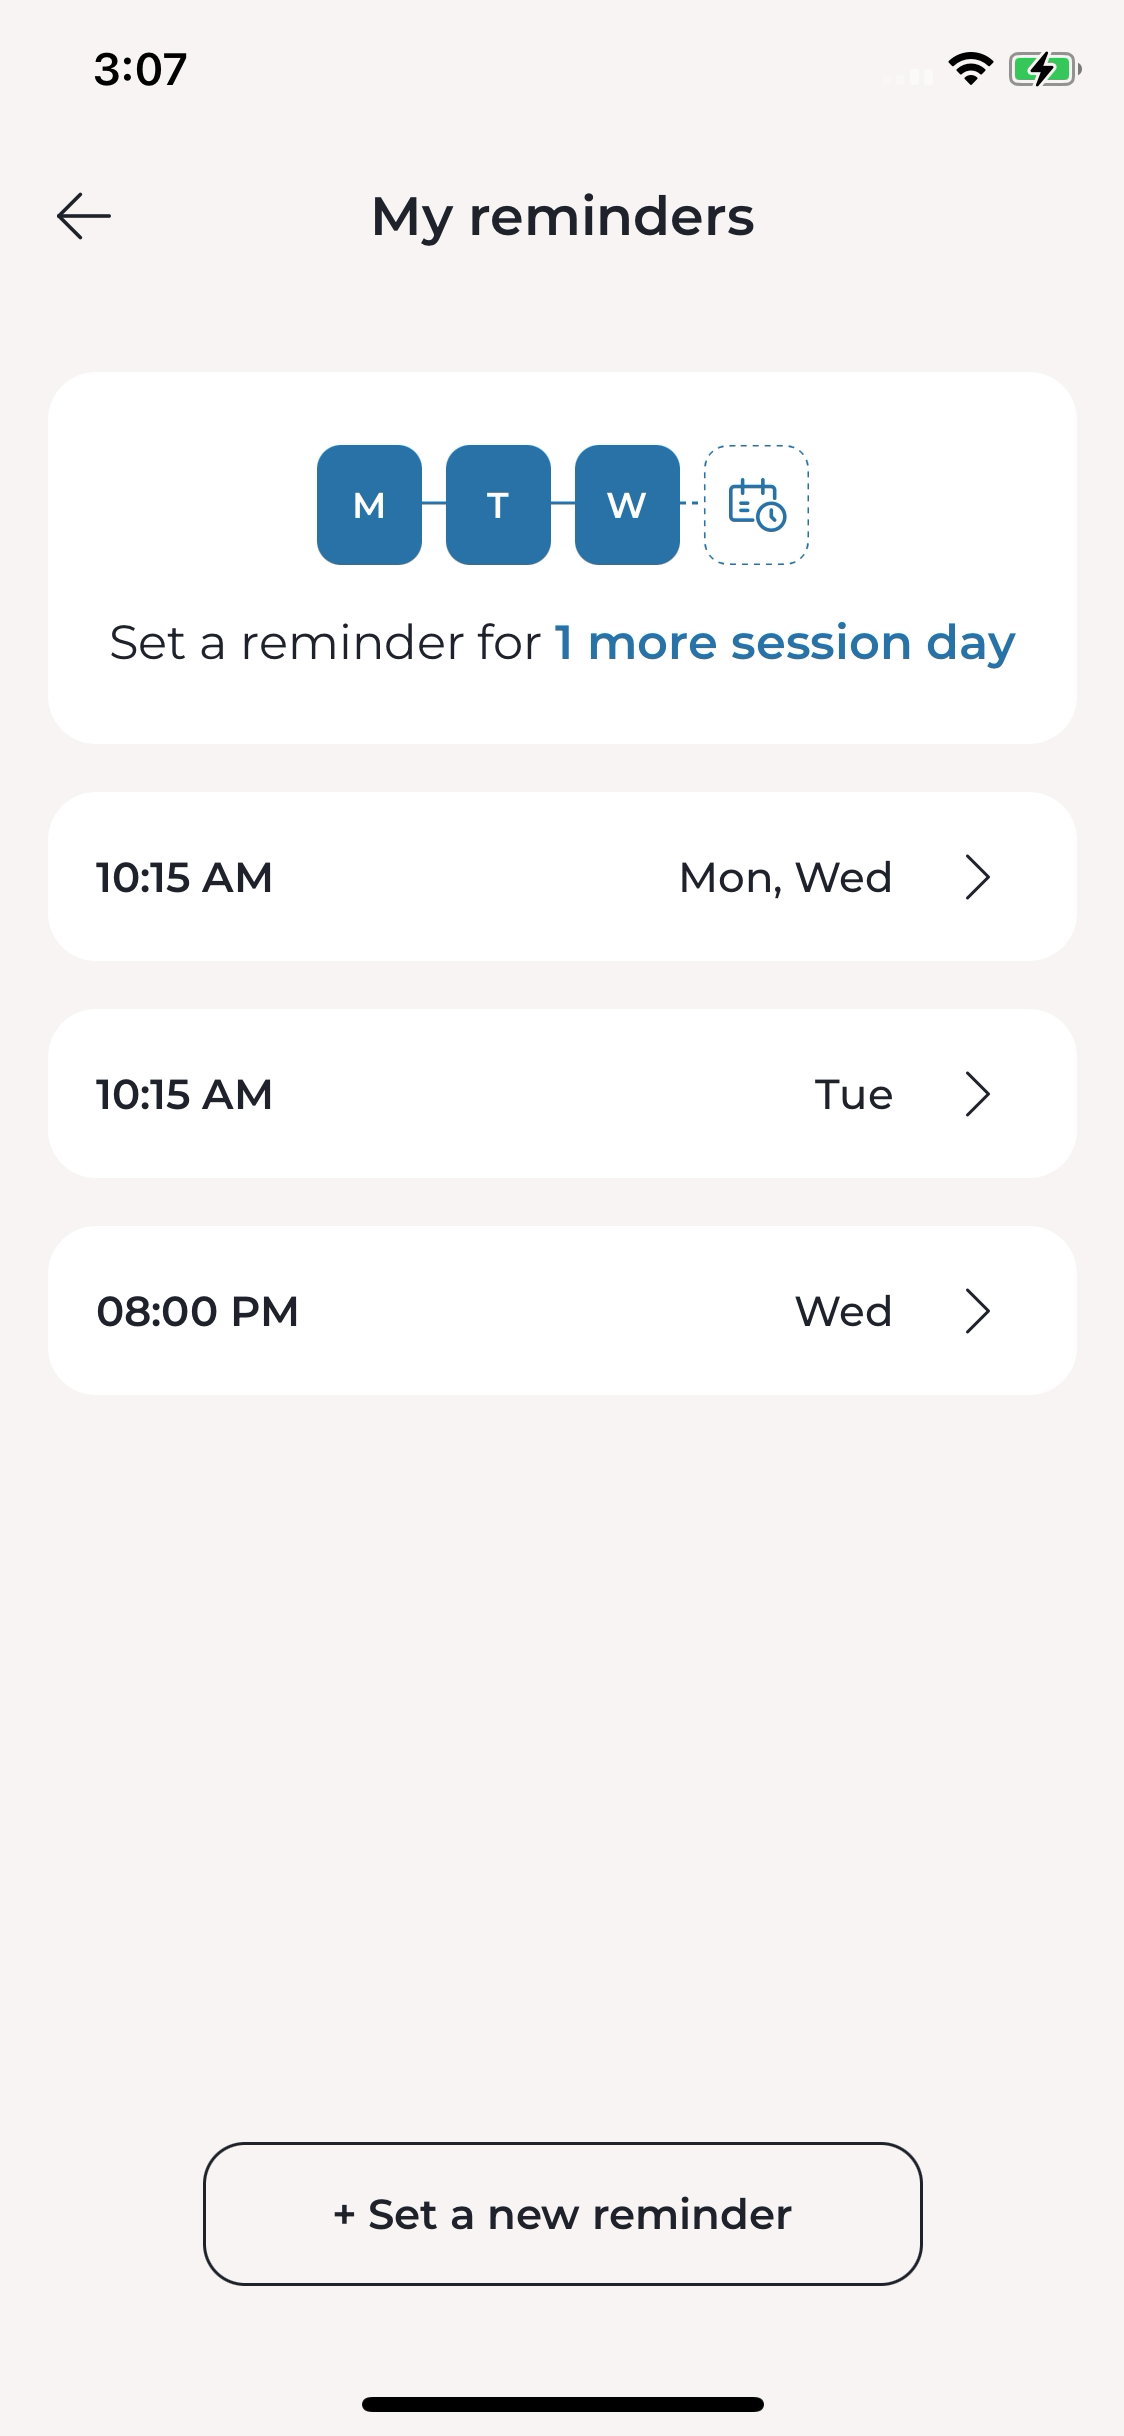 3:07
My reminders
M T W
Set a reminder for 1 more session day
10:15 AM Mon, Wed
10:15 AM Tue
08:00 PM Wed
+ Set a new reminder